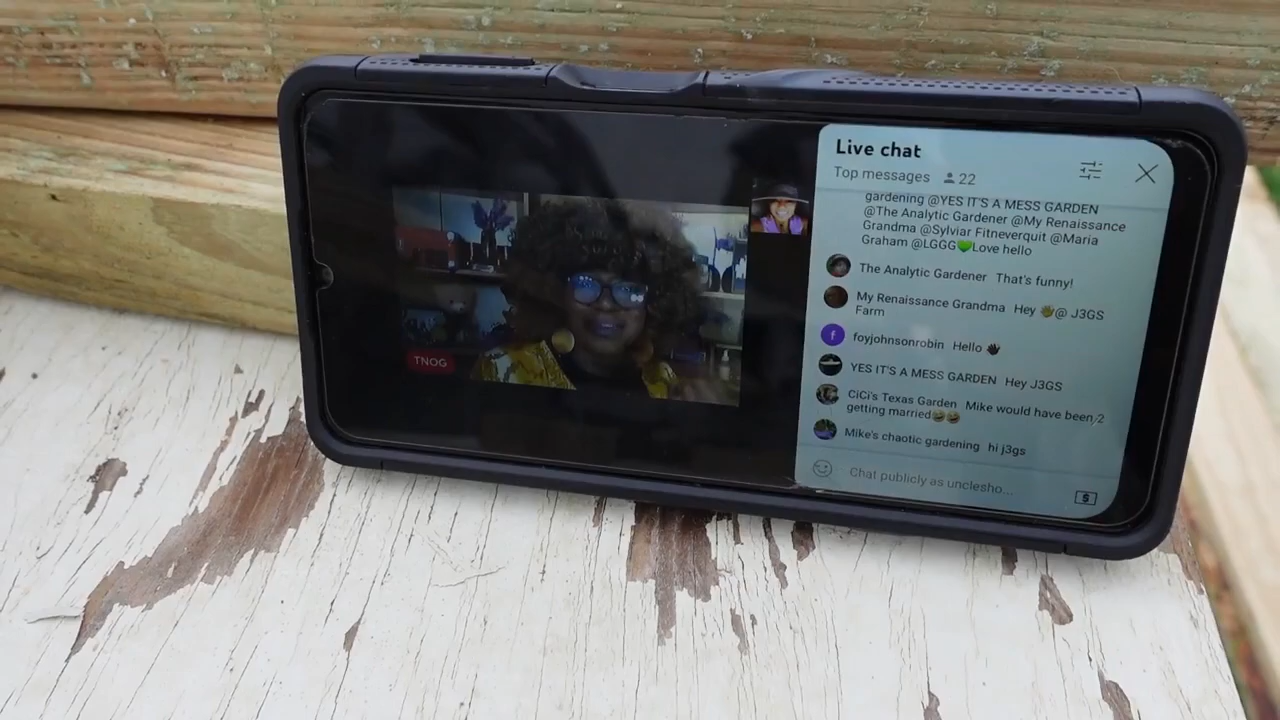 Live chat
Top messages 22
gardening @YES IT'S A MESS GARDEN
@The Analytic Gardener @My Renaissance
Grandma @Sylviar Fitneverquit @Maria
Graham @LGGG💚Love hello
The Analytic Gardener That's funny!
My Renaissance Grandma Hey 👋@ J3GS
Farm
foyjohnsonrobin Hello 👋🏿
YES IT'S A MESS GARDEN Hey J3GS
CiCi's Texas Garden Mike would have been 2
getting married🤣🤣
Mike's chaotic gardening hi j3gs
Chat publicly as unclesho...
TNOG
f
$